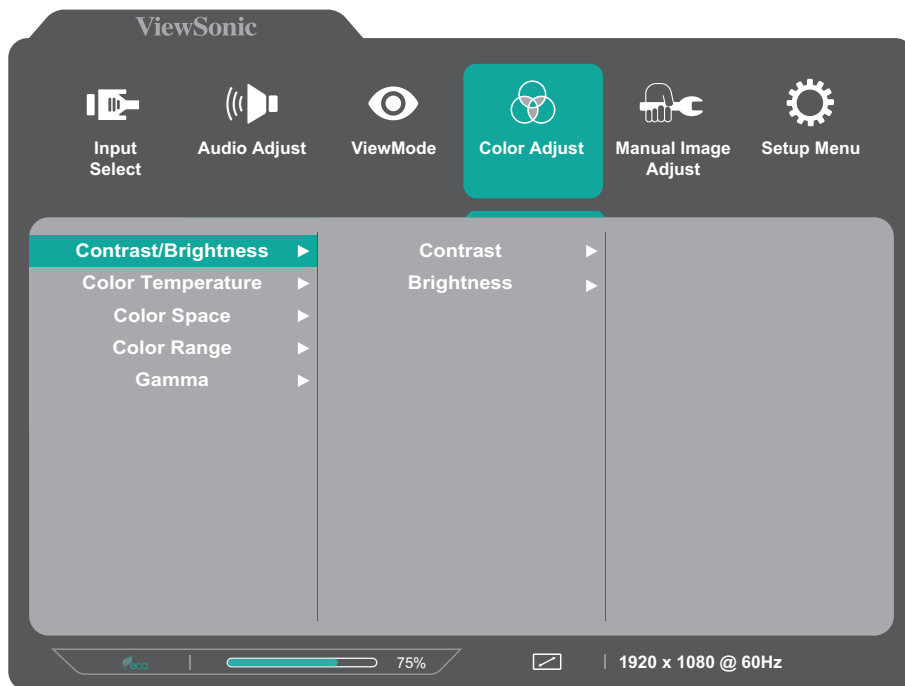 ViewSonic
Input
Select
Audio Adjust
ViewMode
Color Adjust
Manual Image
Adjust
Setup Menu
Contrast/Brightness
Color Temperature
Color Space
Color Range
Gamma
Contrast
Brightness
eco
75%
1920 x 1080 @ 60Hz